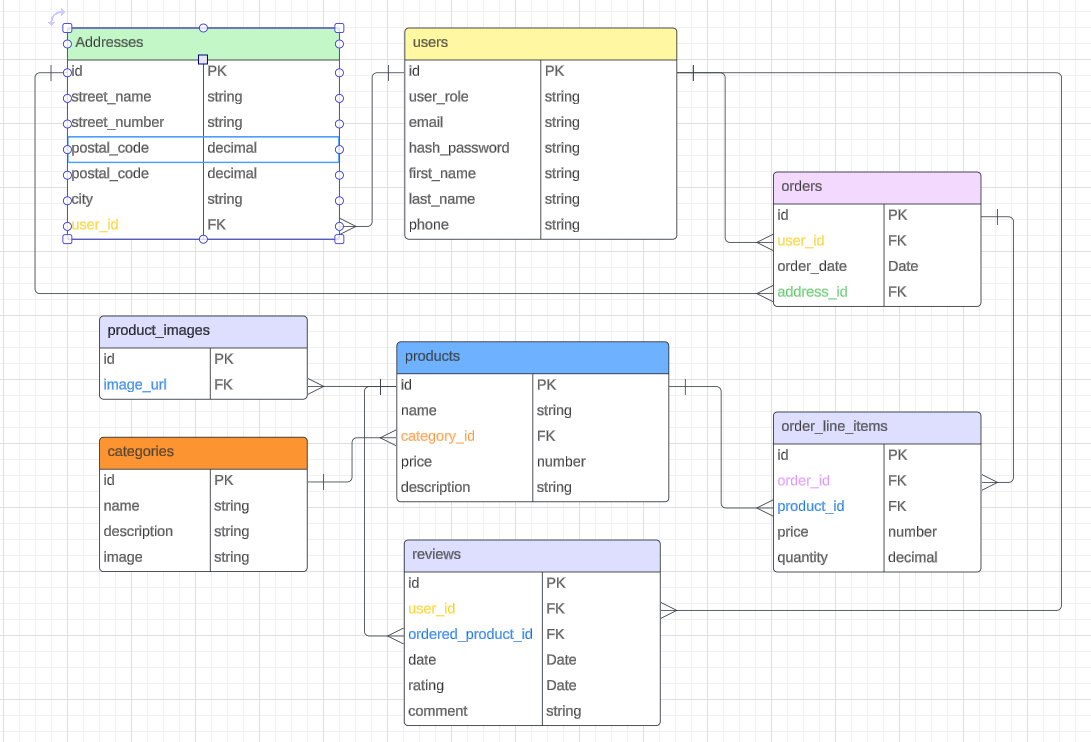 Addresses
id PK
street_name string
street_number string
postal_code decimal
postal_code decimal
city string
user_id FK
users
id PK
user_role string
email string
hash_password string
first_name string
last_name string
phone string
orders
id PK
user_id FK
order_date Date
address_id FK
product_images
id PK
image_url FK
products
id PK
name string
category_id FK
price number
description string
categories
id PK
name string
description string
image string
order_line_items
id PK
order_id FK
product_id FK
price number
quantity decimal
reviews
id PK
user_id FK
ordered_product_id FK
date Date
rating Date
comment string